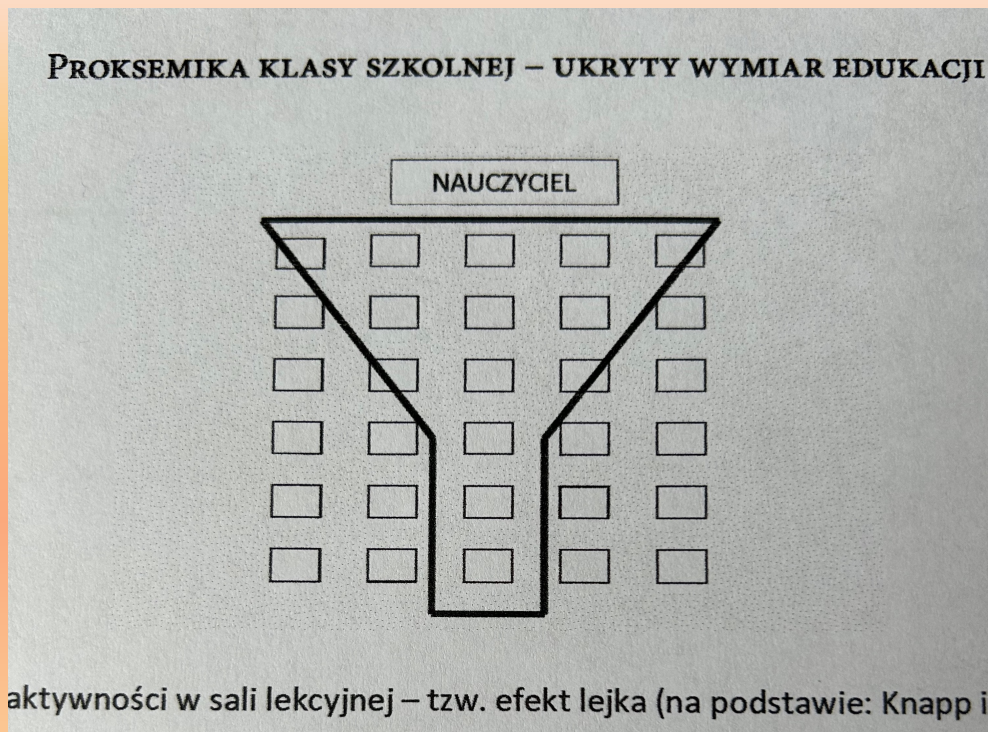 PROKSEMIKA KLASY SZKOLNEJ – UKRYTY WYMIAR EDUKACJI
NAUCZYCIEL
aktywności w sali lekcyjnej – tzw. efekt lejka (na podstawie: Knapp i